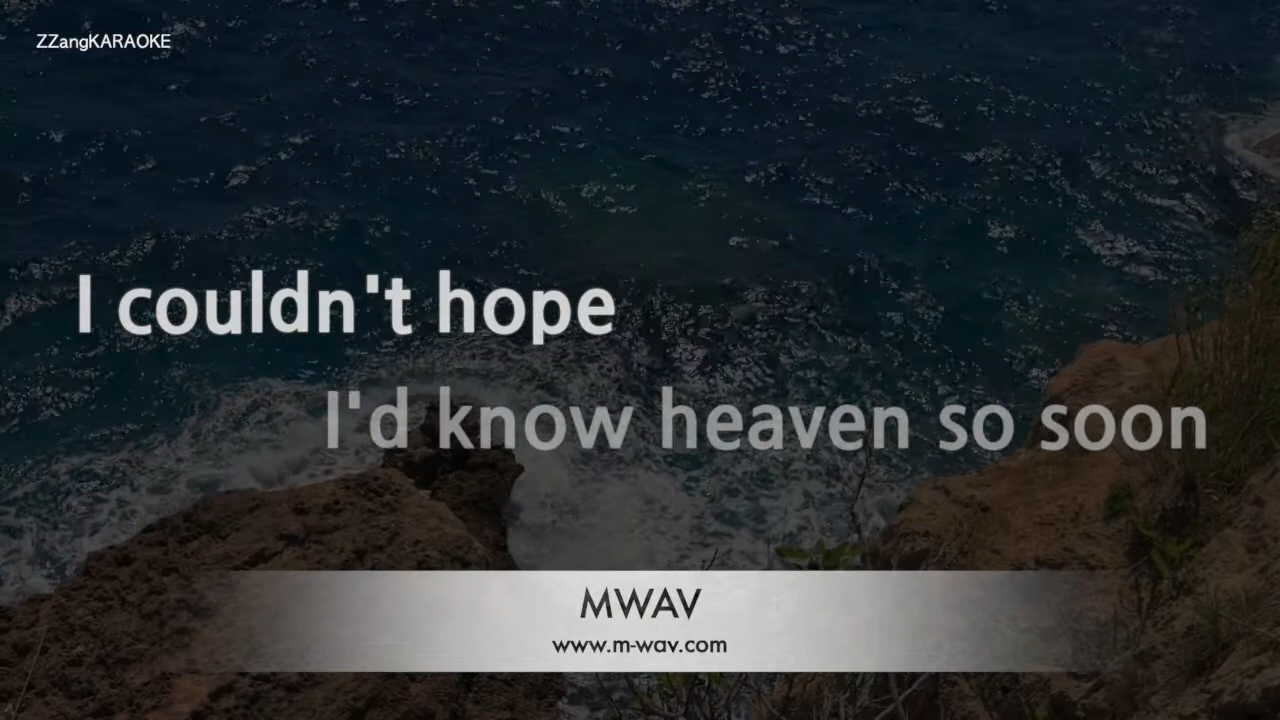 ZZangKARAOKE
I couldn't hope
I'd know heaven so soon
MWAV
www.m-wav.com